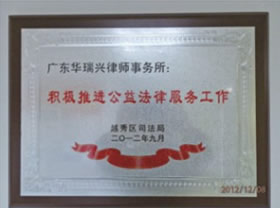 广东华瑞兴律师事务所：
积极推进公益法律服务工作
越秀区司法局
二〇一二年九月
2012/12/08